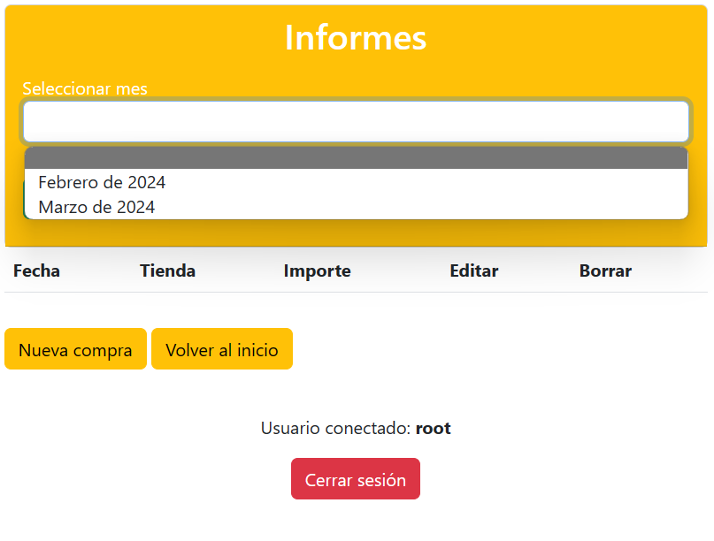 Informes
Seleccionar mes
Febrero de 2024
Marzo de 2024
Fecha Tienda Importe Editar Borrar
Nueva compra Volver al inicio
Usuario conectado: root
Cerrar sesión